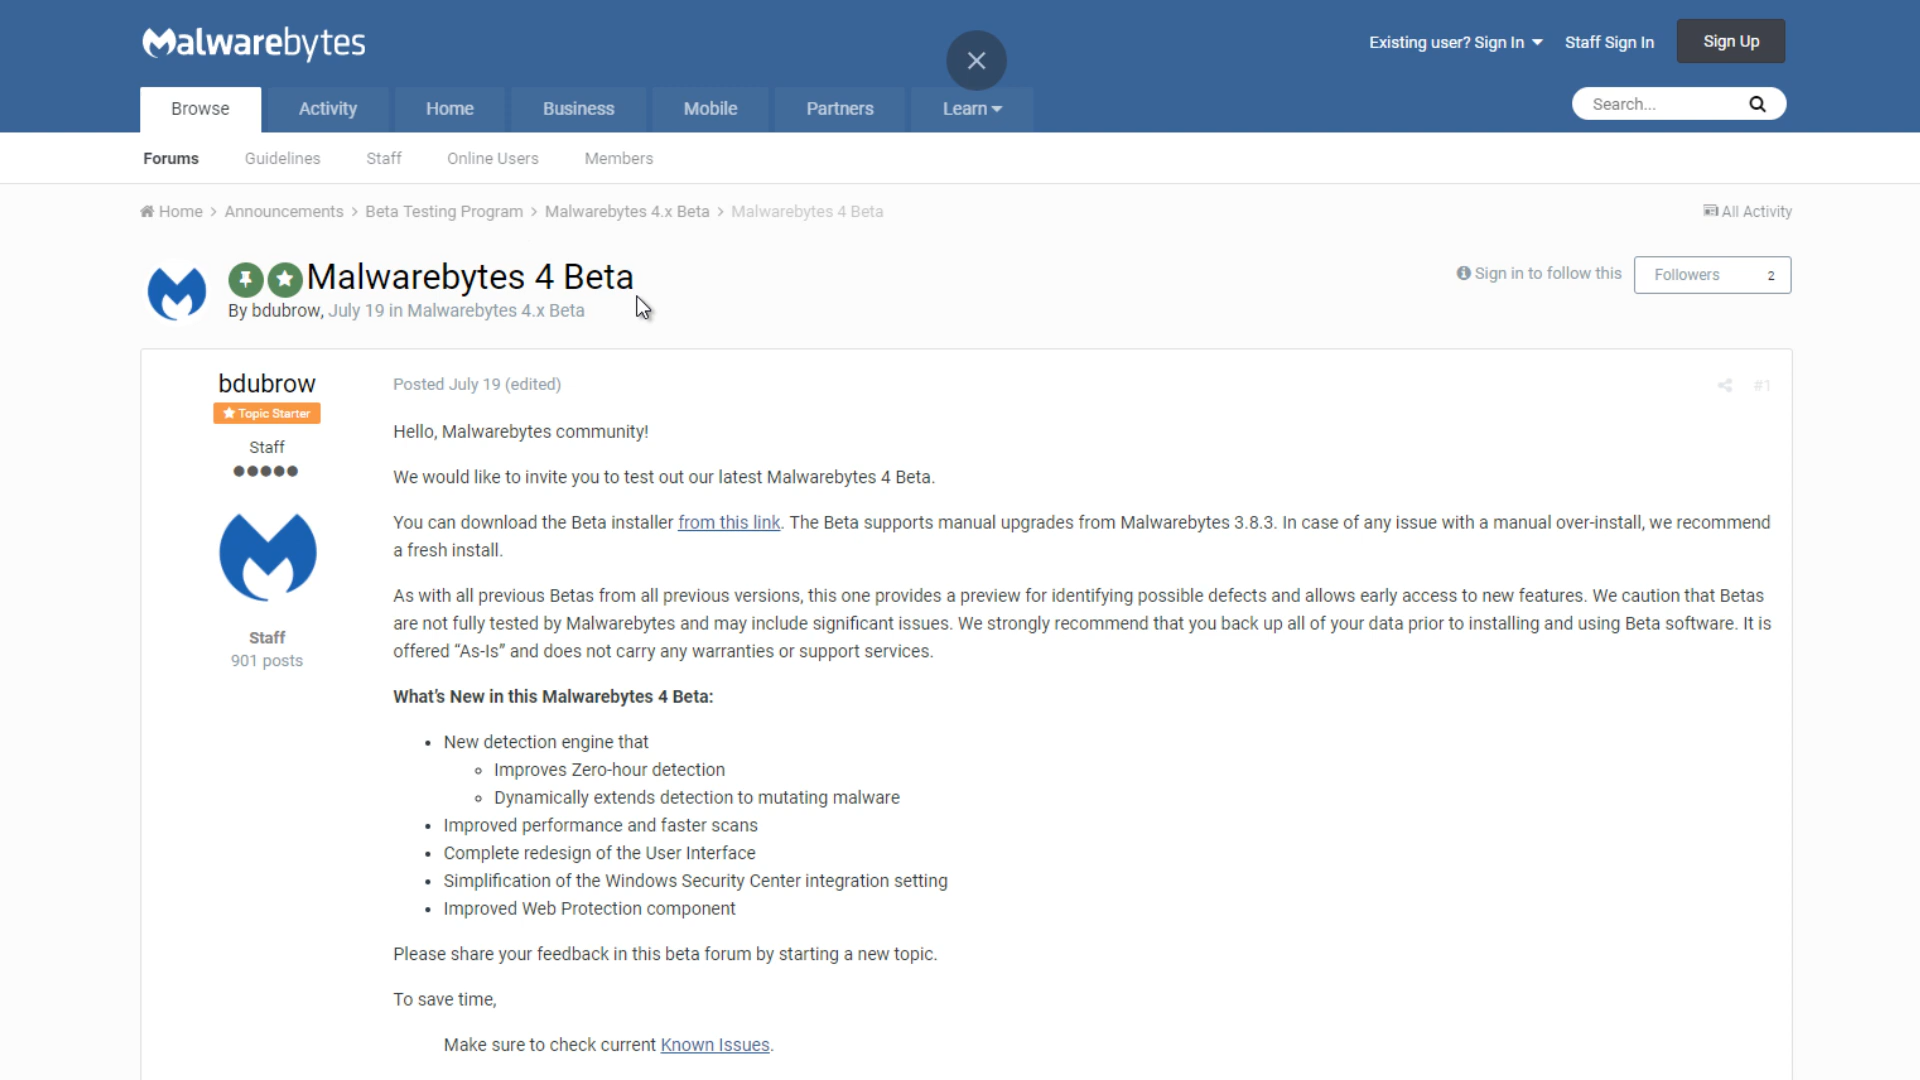 Malwarebytes
Existing user? Sign In
Staff Sign In
Sign Up
Browse
Activity
Home
Business
Mobile
Partners
Learn
Search...
Forums
Guidelines
Staff
Online Users
Members
Home > Announcements > Beta Testing Program > Malwarebytes 4.x Beta > Malwarebytes 4 Beta
All Activity
Malwarebytes 4 Beta
By bdubrow, July 19 in Malwarebytes 4.x Beta
Sign in to follow this
Followers 2
bdubrow
Topic Starter
Staff
Staff
901 posts
Posted July 19 (edited)
#1
Hello, Malwarebytes community!
We would like to invite you to test out our latest Malwarebytes 4 Beta.
You can download the Beta installer from this link. The Beta supports manual upgrades from Malwarebytes 3.8.3. In case of any issue with a manual over-install, we recommend
a fresh install.
As with all previous Betas from all previous versions, this one provides a preview for identifying possible defects and allows early access to new features. We caution that Betas
are not fully tested by Malwarebytes and may include significant issues. We strongly recommend that you back up all of your data prior to installing and using Beta software. It is
offered “As-Is” and does not carry any warranties or support services.
What's New in this Malwarebytes 4 Beta:
• New detection engine that
◦ Improves Zero-hour detection
◦ Dynamically extends detection to mutating malware
• Improved performance and faster scans
• Complete redesign of the User Interface
• Simplification of the Windows Security Center integration setting
• Improved Web Protection component
Please share your feedback in this beta forum by starting a new topic.
To save time,
Make sure to check current Known Issues.